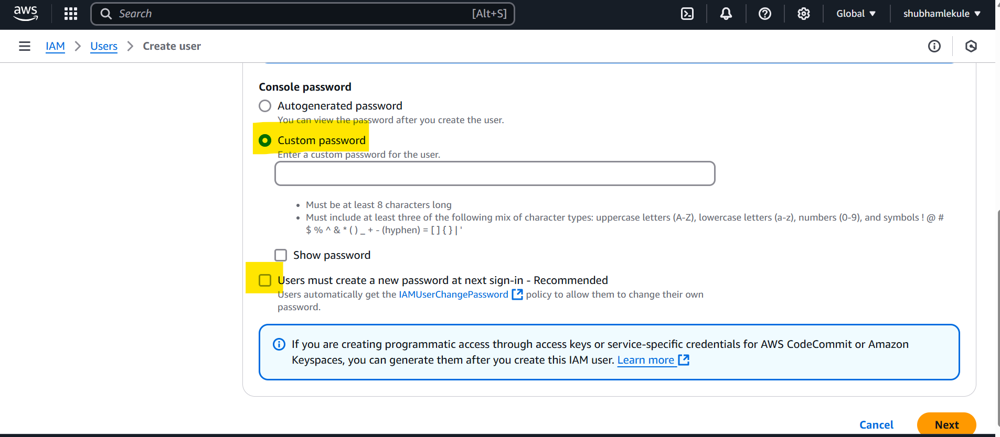 aws Search [Alt+S] Global shubhamlekule
IAM Users Create user
Console password
Autogenerated password
You can view the password after you create the user.
Custom password
Enter a custom password for the user.
• Must be at least 8 characters long
• Must include at least three of the following mix of character types: uppercase letters (A-Z), lowercase letters (a-z), numbers (0-9), and symbols ! @ #
$ % ^ & * ( ) _ + - (hyphen) = [ ] { } | '
Show password
Users must create a new password at next sign-in - Recommended
Users automatically get the IAMUserChangePassword policy to allow them to change their own
password.
If you are creating programmatic access through access keys or service-specific credentials for AWS CodeCommit or Amazon
Keyspaces, you can generate them after you create this IAM user. Learn more
Cancel Next